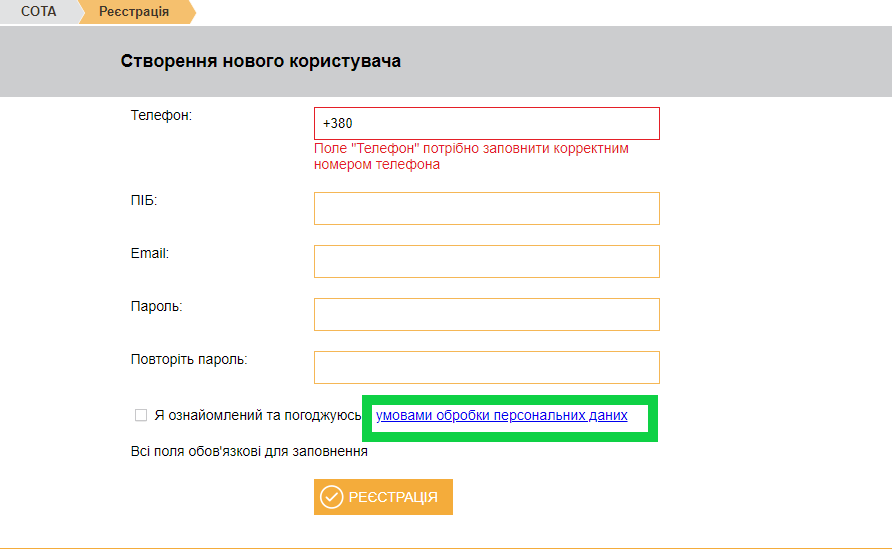 СОТА
Реєстрація
Створення нового користувача
Телефон:
+380
Поле "Телефон" потрібно заповнити корректним
номером телефона
ПІБ:
Email:
Пароль:
Повторіть пароль:
Я ознайомлений та погоджуюсь умовами обробки персональних даних
Всі поля обов'язкові для заповнення
РЕЄСТРАЦІЯ